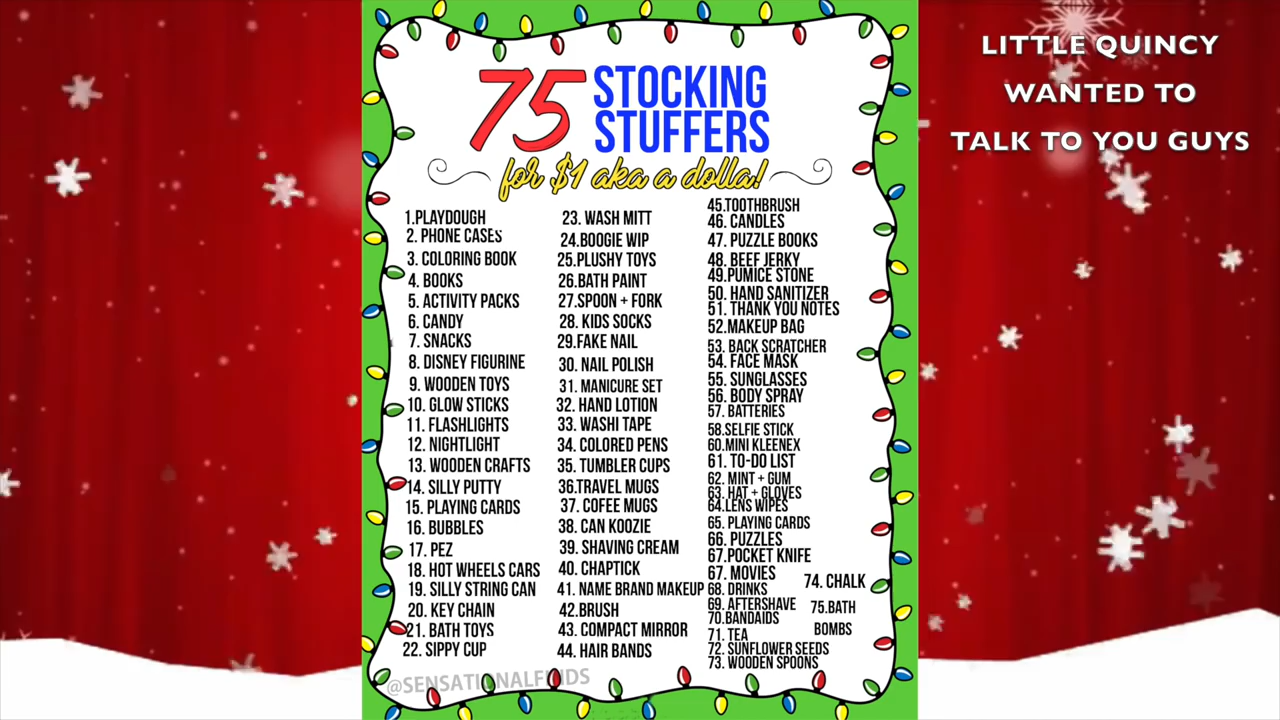 75 STOCKING
STUFFERS
for $1 aka a dolla!
1.PLAYDOUGH
2. PHONE CASES
3. COLORING BOOK
4. BOOKS
5. ACTIVITY PACKS
6. CANDY
7. SNACKS
8. DISNEY FIGURINE
9. WOODEN TOYS
10. GLOW STICKS
11. FLASHLIGHTS
12. NIGHTLIGHT
13. WOODEN CRAFTS
14. SILLY PUTTY
15. PLAYING CARDS
16. BUBBLES
17. PEZ
18. HOT WHEELS CARS
19. SILLY STRING CAN
20. KEY CHAIN
21. BATH TOYS
22. SIPPY CUP
23. WASH MITT
24.BOOGIE WIP
25.PLUSHY TOYS
26.BATH PAINT
27.SPOON + FORK
28. KIDS SOCKS
29.FAKE NAIL
30. NAIL POLISH
31. MANICURE SET
32. HAND LOTION
33. WASHI TAPE
34. COLORED PENS
35. TUMBLER CUPS
36.TRAVEL MUGS
37. COFEE MUGS
38. CAN KOOZIE
39. SHAVING CREAM
40. CHAPTICK
41. NAME BRAND MAKEUP
42.BRUSH
43. COMPACT MIRROR
44. HAIR BANDS
45.TOOTHBRUSH
46. CANDLES
47. PUZZLE BOOKS
48. BEEF JERKY
49.PUMICE STONE
50. HAND SANITIZER
51. THANK YOU NOTES
52.MAKEUP BAG
53. BACK SCRATCHER
54. FACE MASK
55. SUNGLASSES
56. BODY SPRAY
57. BATTERIES
58.SELFIE STICK
60.MINI KLEENEX
61. TO-DO LIST
62. MINT + GUM
63. HAT + GLOVES
64.LENS WIPES
65. PLAYING CARDS
66. PUZZLES
67.POCKET KNIFE
67. MOVIES
68. DRINKS
69. AFTERSHAVE
70.BANDAIDS
71. TEA
72. SUNFLOWER SEEDS
73. WOODEN SPOONS
74. CHALK
75.BATH
BOMBS
@SENSATIONALFINDS
LITTLE QUINCY
WANTED TO
TALK TO YOU GUYS